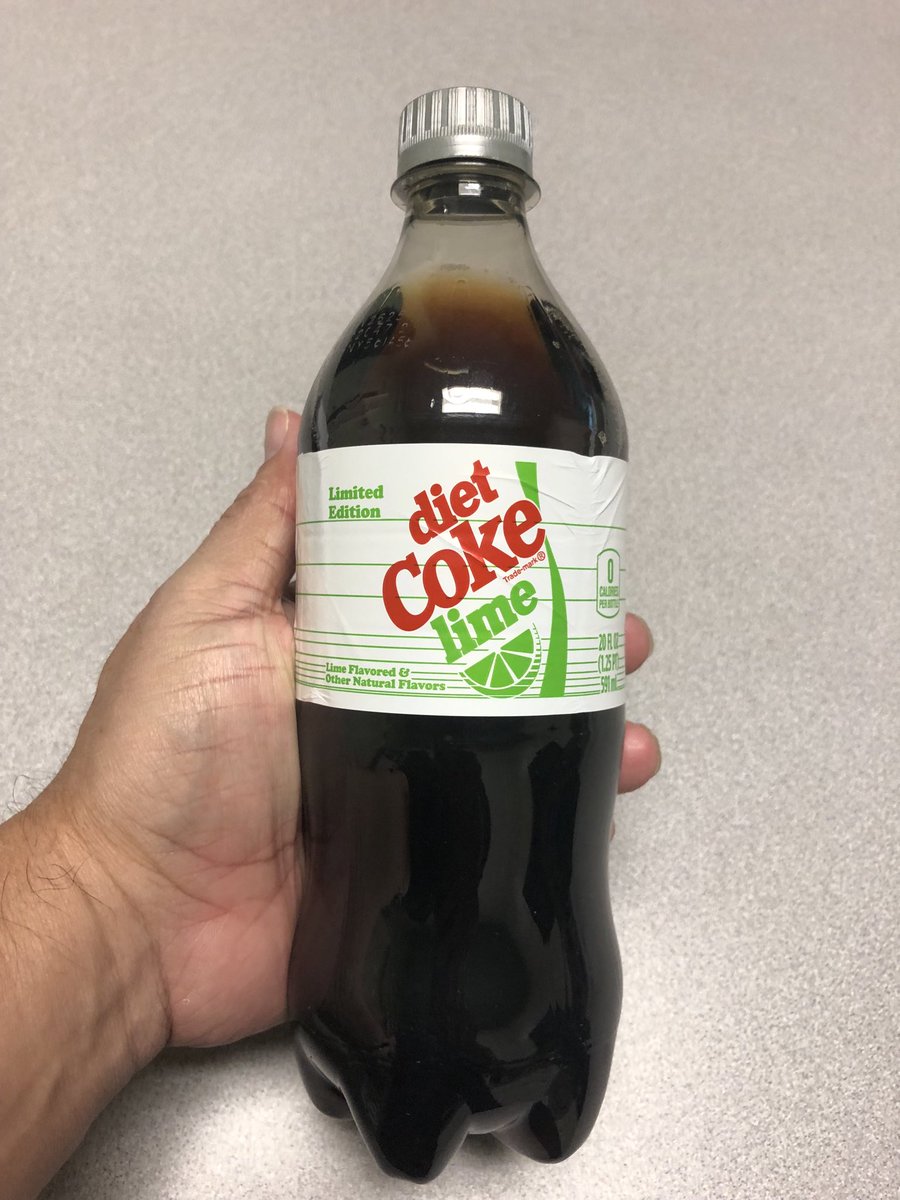 Limited
Edition
diet
Coke
Trade-mark®
lime
Lime Flavored &
Other Natural Flavors
0
CALORIES
PER BOTTLE
20 FL OZ
(1.25 PT)
591 mL